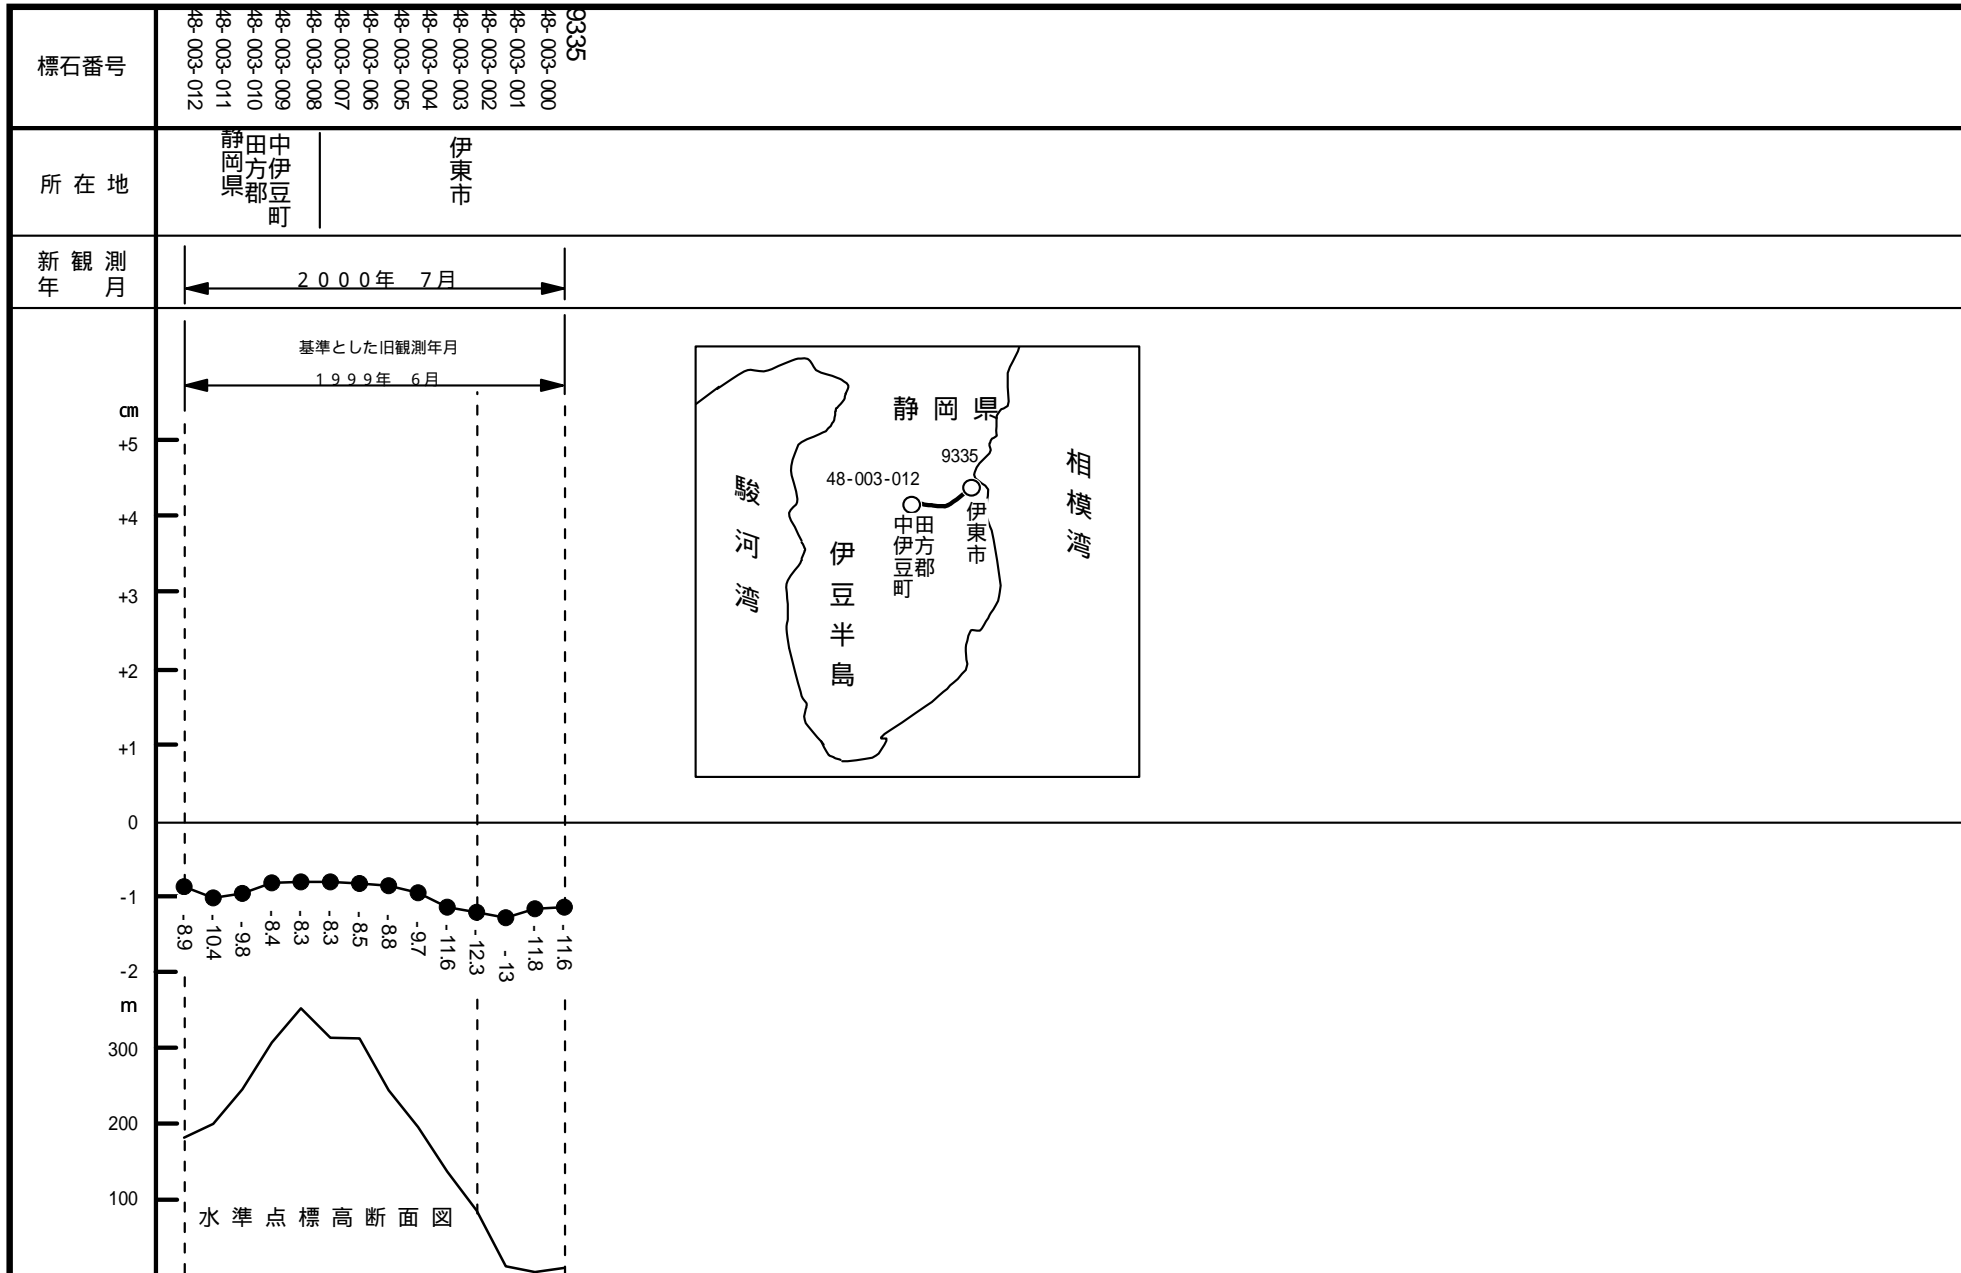 標石番号
48-003-012
48-003-011
48-003-010
48-003-009
48-003-008
48-003-007
48-003-006
48-003-005
48-003-004
48-003-003
48-003-002
48-003-001
48-003-000
9335
所在地
静岡県
田方郡
中伊豆町
伊東市
新観測
年 月
2000年 7月
基準とした旧観測年月
1999年 6月
cm
+5
+4
+3
+2
+1
0
-1
-2
-8.9
-10.4
-9.8
-8.4
-8.3
-8.3
-8.5
-8.8
-9.7
-11.6
-12.3
-13
-11.8
-11.6
m
300
200
100
水準点標高断面図
静岡県
9335
48-003-012
相模湾
駿河湾
伊豆半島
田方郡
中伊豆町
伊東市